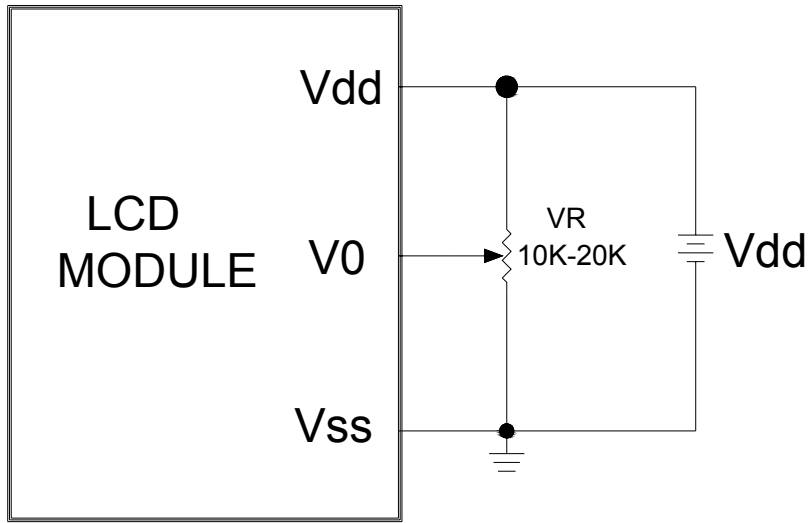 Vdd
LCD
MODULE
V0
VR
10K-20K
Vdd
Vss